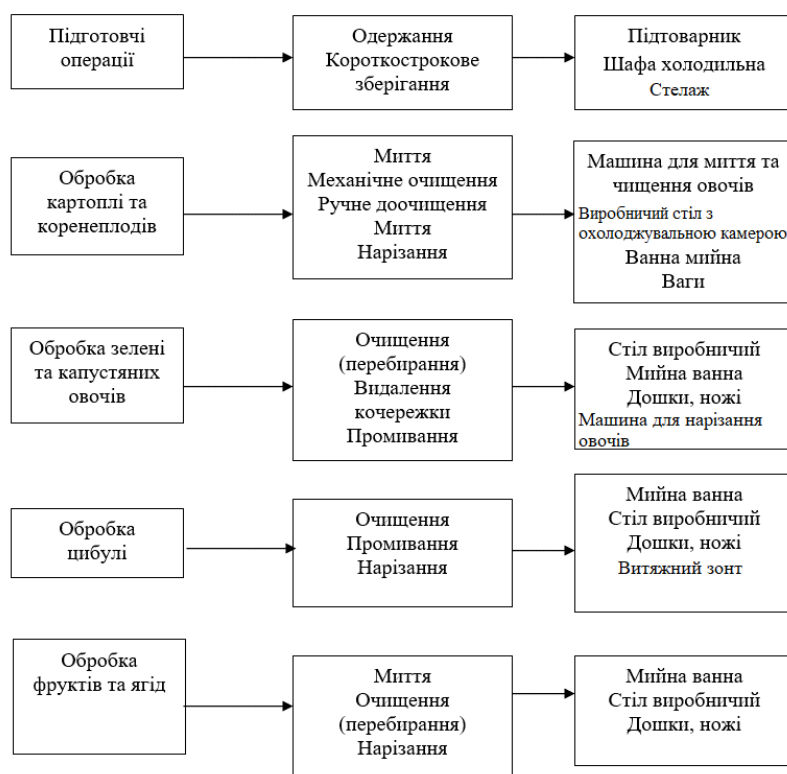 Підготовчі
операції
Одержання
Короткострокове
зберігання
Підтоварник
Шафа холодильна
Стелаж
Обробка
картоплі та
коренеплодів
Миття
Механічне очищення
Ручне доочищення
Миття
Нарізання
Машина для миття та
чищення овочів
Виробничий стіл з
охолоджувальною камерою
Ванна мийна
Ваги
Обробка зелені
та капустяних
овочів
Очищення
(перебирання)
Видалення
кочережки
Промивання
Стіл виробничий
Мийна ванна
Дошки, ножі
Машина для нарізання
овочів
Обробка
цибулі
Очищення
Промивання
Нарізання
Мийна ванна
Стіл виробничий
Дошки, ножі
Витяжний зонт
Обробка
фруктів та ягід
Миття
Очищення
(перебирання)
Нарізання
Мийна ванна
Стіл виробничий
Дошки, ножі